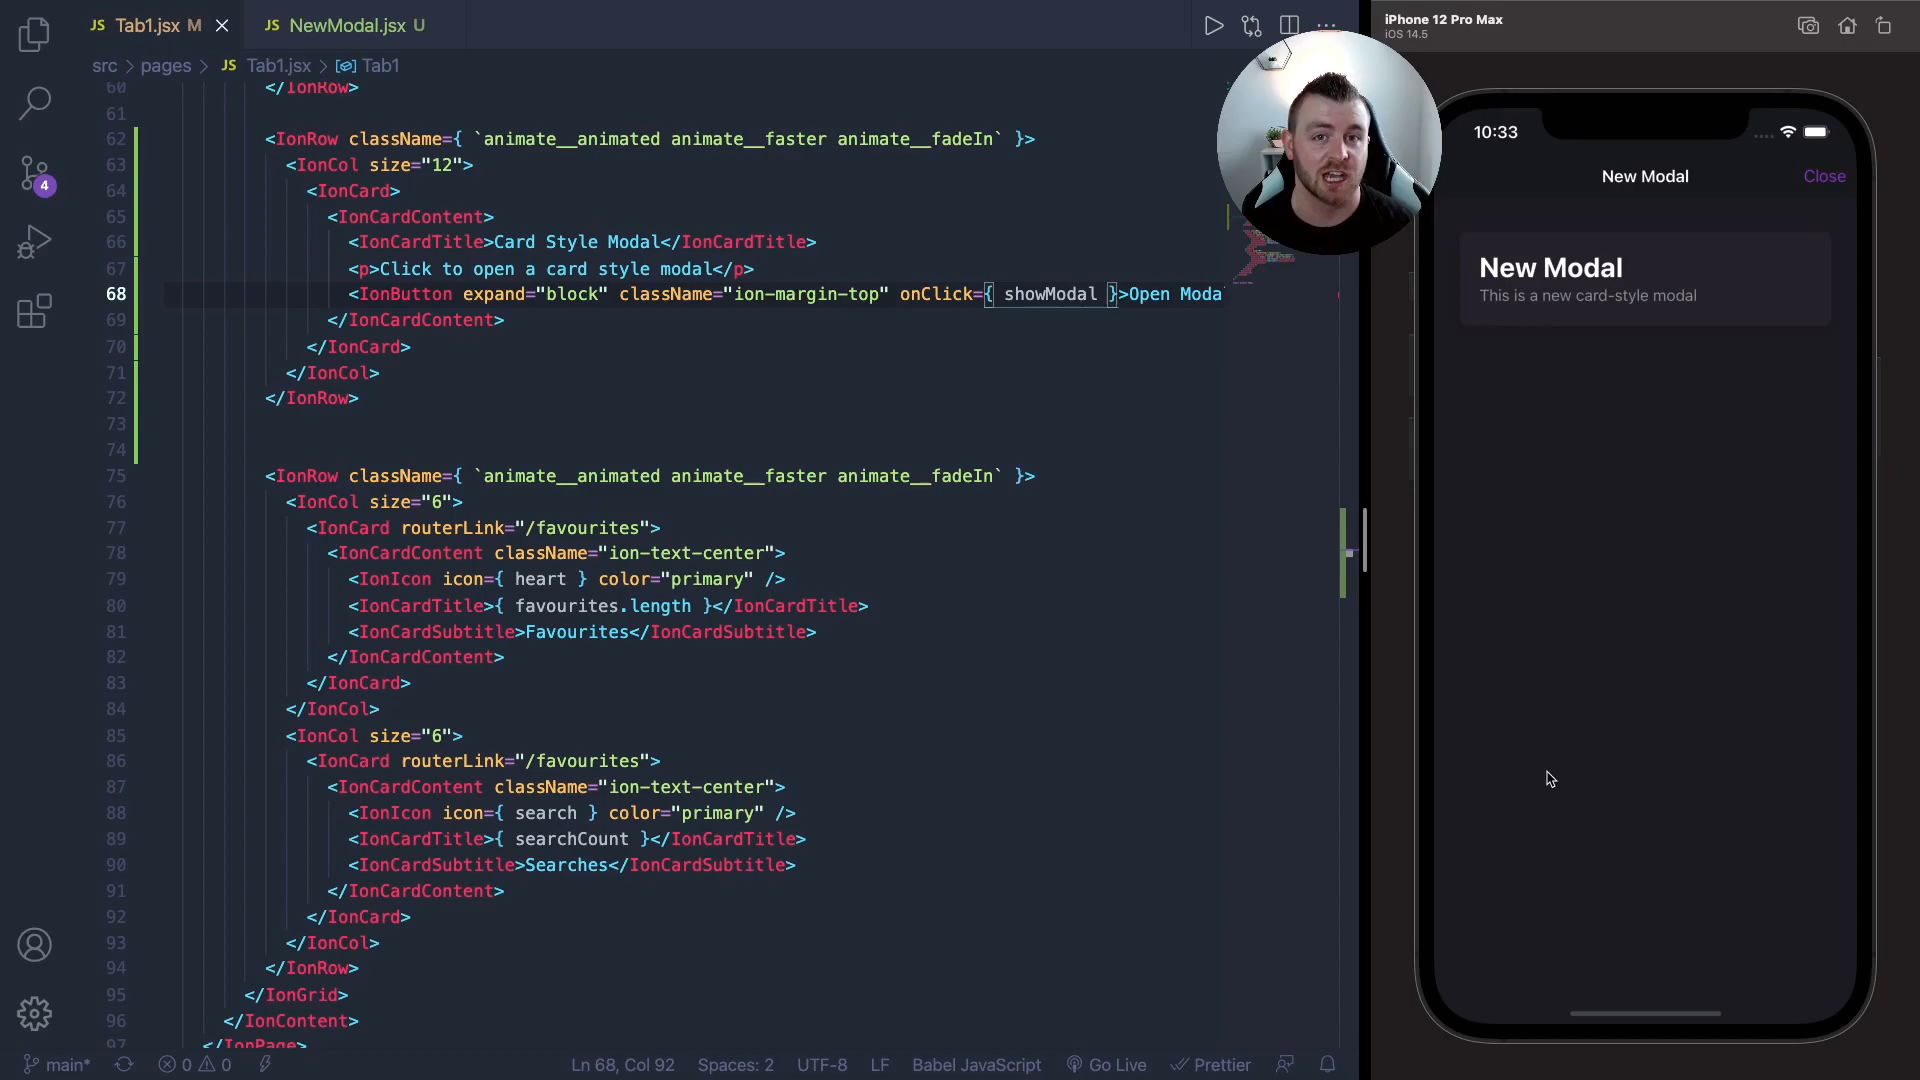 JS Tab1.jsx M
JS NewModal.jsx U
iPhone 12 Pro Max
iOS 14.5
src > pages > JS Tab1.jsx > Tab1
60 </IonRow>
61
62 <IonRow className={ `animate__animated animate__faster animate__fadeIn` }>
63 <IonCol size="12">
64 <IonCard>
65 <IonCardContent>
66 <IonCardTitle>Card Style Modal</IonCardTitle>
67 <p>Click to open a card style modal</p>
68 <IonButton expand="block" className="ion-margin-top" onClick={ showModal }>Open Moda
69 </IonCardContent>
70 </IonCard>
71 </IonCol>
72 </IonRow>
73
74
75 <IonRow className={ `animate__animated animate__faster animate__fadeIn` }>
76 <IonCol size="6">
77 <IonCard routerLink="/favourites">
78 <IonCardContent className="ion-text-center">
79 <IonIcon icon={ heart } color="primary" />
80 <IonCardTitle>{ favourites.length }</IonCardTitle>
81 <IonCardSubtitle>Favourites</IonCardSubtitle>
82 </IonCardContent>
83 </IonCard>
84 </IonCol>
85 <IonCol size="6">
86 <IonCard routerLink="/favourites">
87 <IonCardContent className="ion-text-center">
88 <IonIcon icon={ search } color="primary" />
89 <IonCardTitle>{ searchCount }</IonCardTitle>
90 <IonCardSubtitle>Searches</IonCardSubtitle>
91 </IonCardContent>
92 </IonCard>
93 </IonCol>
94 </IonRow>
95 </IonGrid>
96 </IonContent>
97 </IonPage>
4
10:33
New Modal
Close
New Modal
This is a new card-style modal
main* 0 0 Ln 68, Col 92 Spaces: 2 UTF-8 LF Babel JavaScript Go Live Prettier